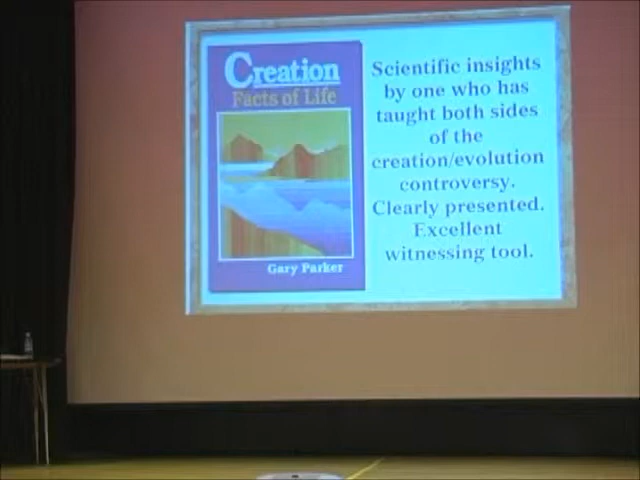 Creation
Facts of Life
Gary Parker
Scientific insights
by one who has
taught both sides
of the
creation/evolution
controversy.
Clearly presented.
Excellent
witnessing tool.